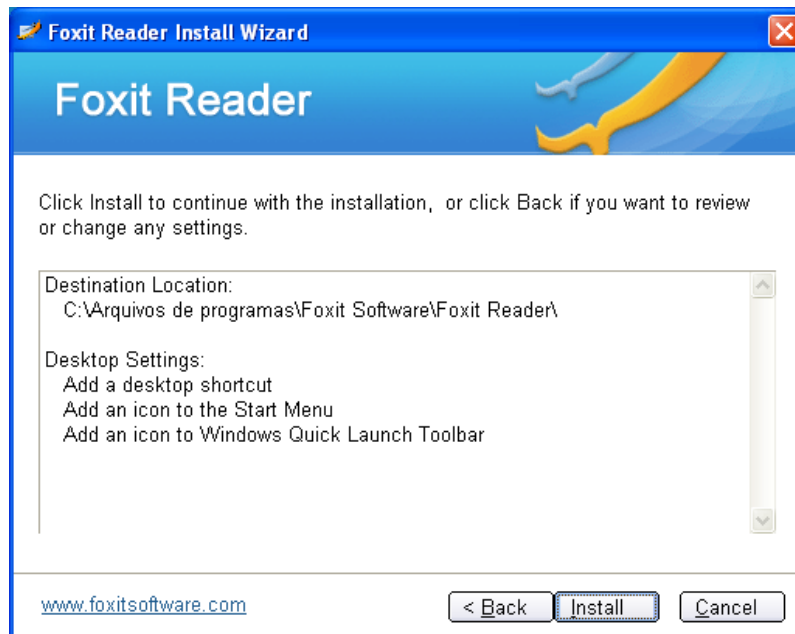 Foxit Reader Install Wizard
Foxit Reader
Click Install to continue with the installation, or click Back if you want to review
or change any settings.
Destination Location:
C:\Arquivos de programas\Foxit Software\Foxit Reader\
Desktop Settings:
Add a desktop shortcut
Add an icon to the Start Menu
Add an icon to Windows Quick Launch Toolbar
www.foxitsoftware.com
< Back
Install
Cancel